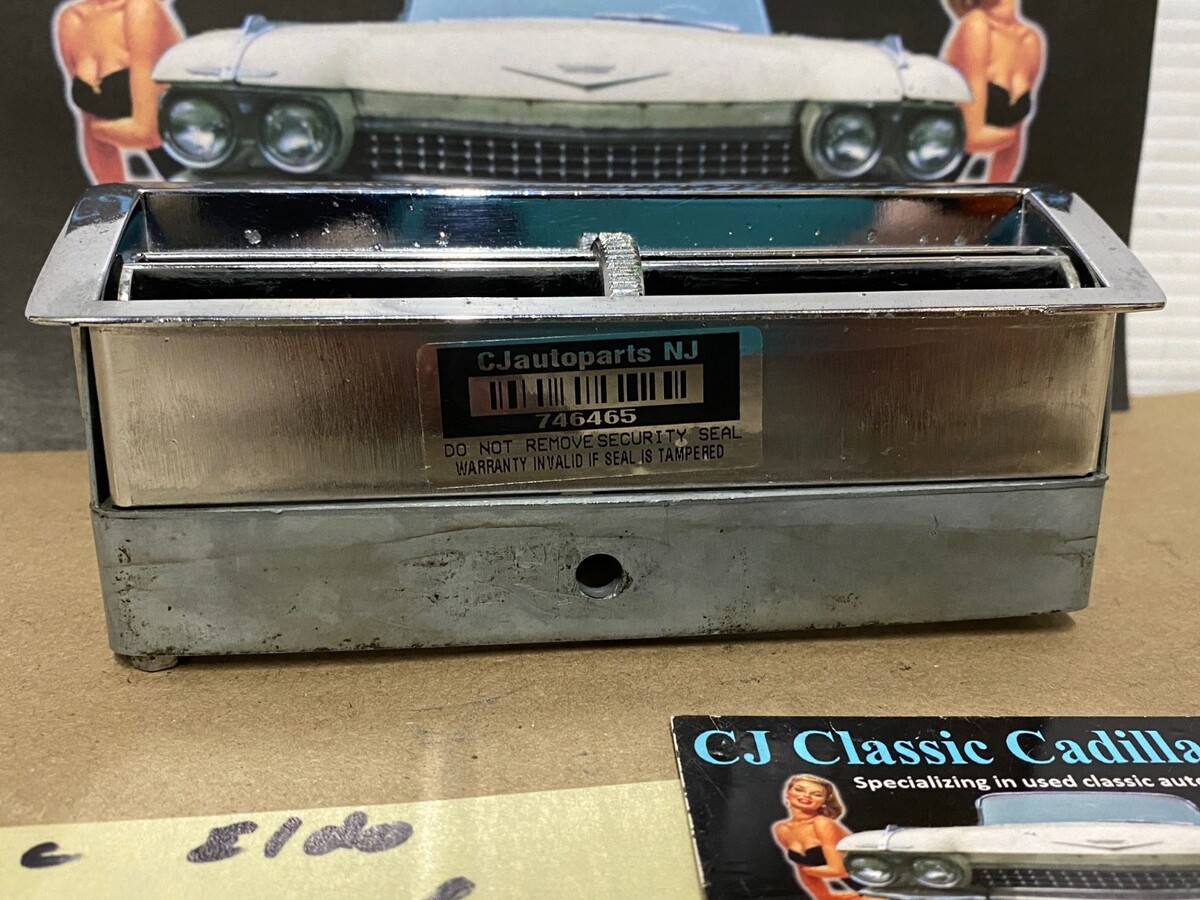 CJautoparts NJ
746465
DO NOT REMOVE SECURITY SEAL
WARRANTY INVALID IF SEAL IS TAMPERED
CJ Classic Cadilla
Specializing in used classic auto
c Eldo